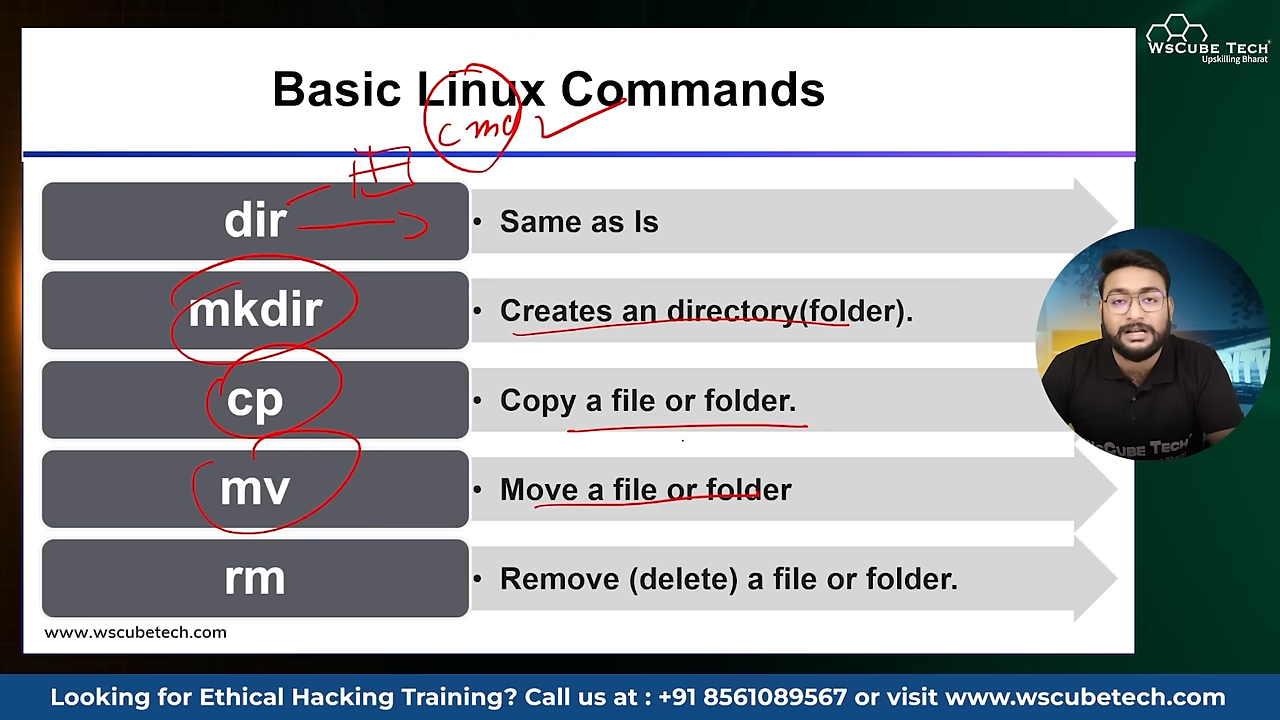 WsCube Tech
Upskilling Bharat
Basic Linux Commands
cmd
dir
• Same as ls
mkdir
• Creates an directory(folder).
cp
• Copy a file or folder.
mv
• Move a file or folder
rm
• Remove (delete) a file or folder.
WsCube Tech
www.wscubetech.com
Looking for Ethical Hacking Training? Call us at : +91 8561089567 or visit www.wscubetech.com